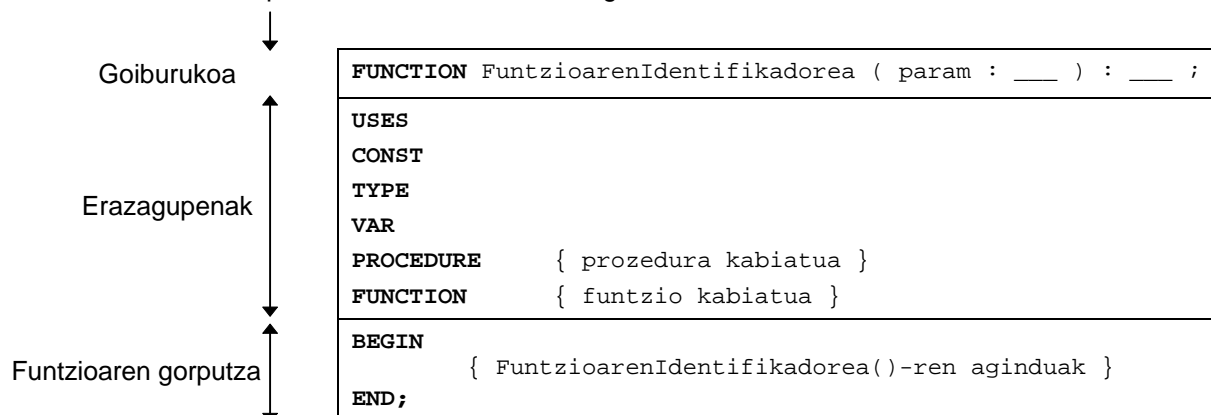 Goiburukoa
FUNCTION FuntzioarenIdentifikadorea ( param : ___ ) : ___ ;
Erazagupenak
USES
CONST
TYPE
VAR
PROCEDURE { prozedura kabiatua }
FUNCTION { funtzio kabiatua }
Funtzioaren gorputza
BEGIN
{ FuntzioarenIdentifikadorea()-ren aginduak }
END;